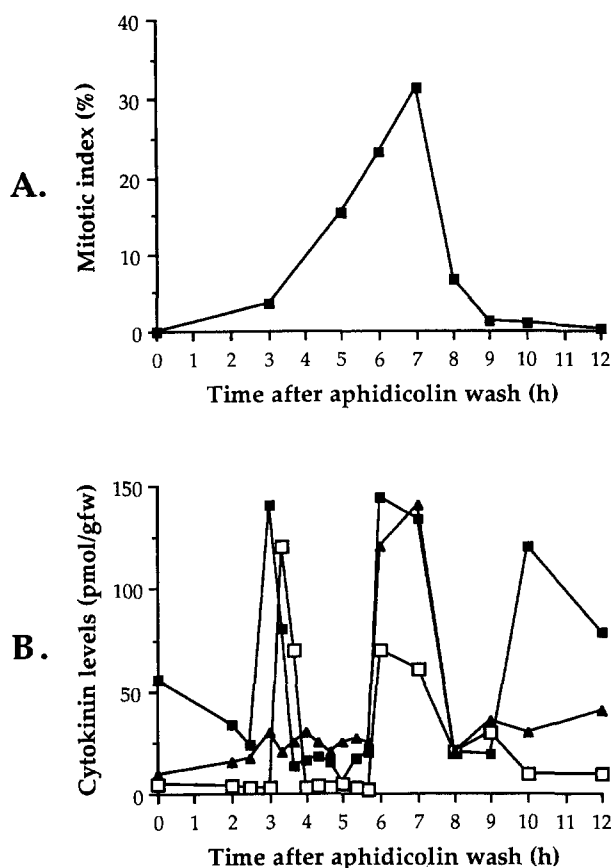 A.
Mitotic index (%)
40
30
20
10
0
0 1 2 3 4 5 6 7 8 9 10 11 12
Time after aphidicolin wash (h)
B.
Cytokinin levels (pmol/gfw)
150
100
50
0
0 1 2 3 4 5 6 7 8 9 10 11 12
Time after aphidicolin wash (h)